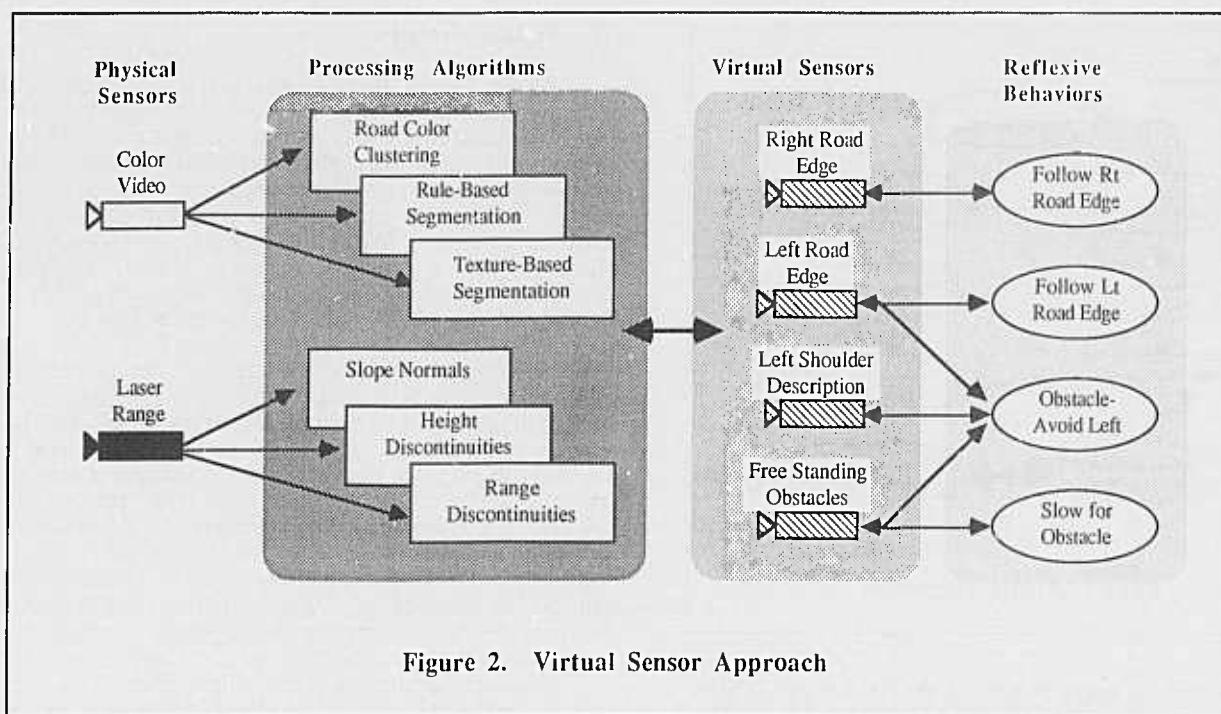 Physical
Sensors
Processing Algorithms
Virtual Sensors
Reflexive
Behaviors
Color
Video
Road Color
Clustering
Rule-Based
Segmentation
Texture-Based
Segmentation
Laser
Range
Slope Normals
Height
Discontinuities
Range
Discontinuities
Right Road
Edge
Left Road
Edge
Left Shoulder
Description
Free Standing
Obstacles
Follow Rt
Road Edge
Follow Lt
Road Edge
Obstacle-
Avoid Left
Slow for
Obstacle
Figure 2. Virtual Sensor Approach